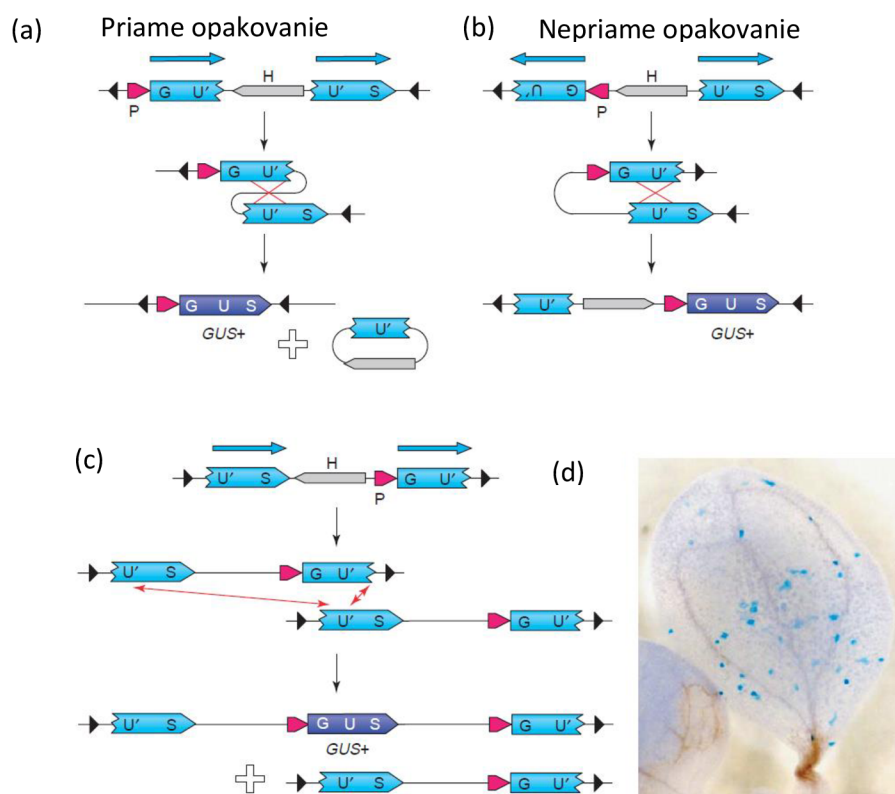 (a) Priame opakovanie
G U′ H U′ S
P
G U′
U′ S
G U S
GUS+
U′
(b) Nepriame opakovanie
G U′ H U′ S
P
G U′
U′ S
U′ G U S
GUS+
(c)
U′ S H G U′
P
U′ S G U′
U′ S G U′
U′ S G U S G U′
GUS+
U′ S G U′
(d)